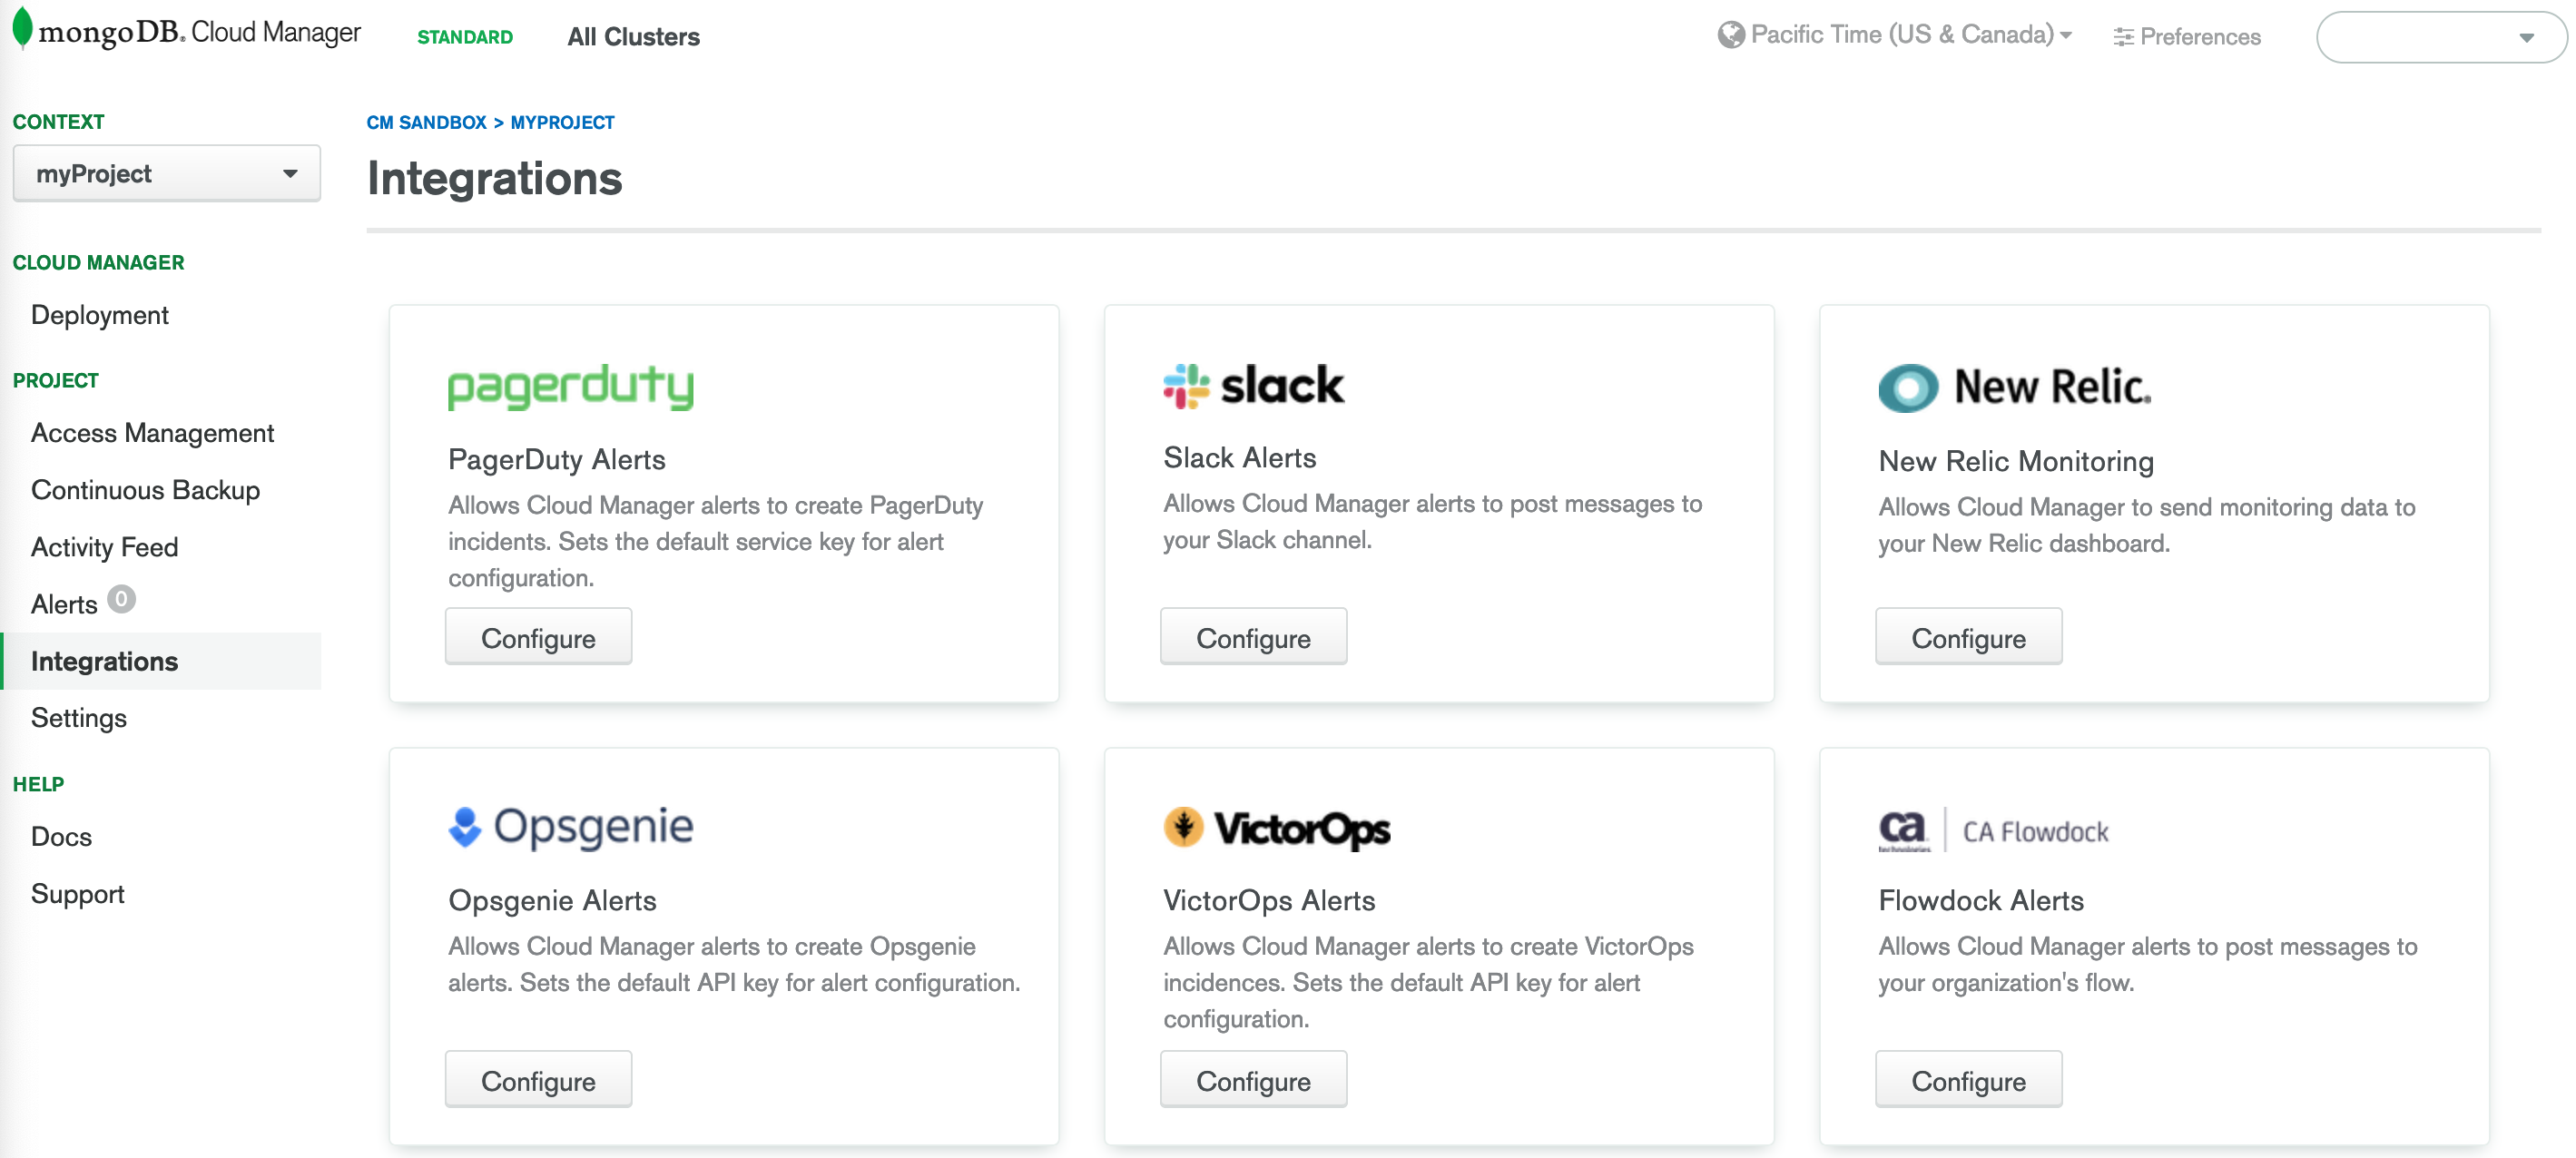 mongoDB. Cloud Manager
STANDARD
All Clusters
Pacific Time (US & Canada)
Preferences
CONTEXT
myProject
CLOUD MANAGER
Deployment
PROJECT
Access Management
Continuous Backup
Activity Feed
Alerts 0
Integrations
Settings
HELP
Docs
Support
CM SANDBOX > MYPROJECT
Integrations
pagerduty
PagerDuty Alerts
Allows Cloud Manager alerts to create PagerDuty
incidents. Sets the default service key for alert
configuration.
Configure
slack
Slack Alerts
Allows Cloud Manager alerts to post messages to
your Slack channel.
Configure
New Relic.
New Relic Monitoring
Allows Cloud Manager to send monitoring data to
your New Relic dashboard.
Configure
Opsgenie
Opsgenie Alerts
Allows Cloud Manager alerts to create Opsgenie
alerts. Sets the default API key for alert configuration.
Configure
VictorOps
VictorOps Alerts
Allows Cloud Manager alerts to create VictorOps
incidences. Sets the default API key for alert
configuration.
Configure
ca
technologies
CA Flowdock
Flowdock Alerts
Allows Cloud Manager alerts to post messages to
your organization's flow.
Configure